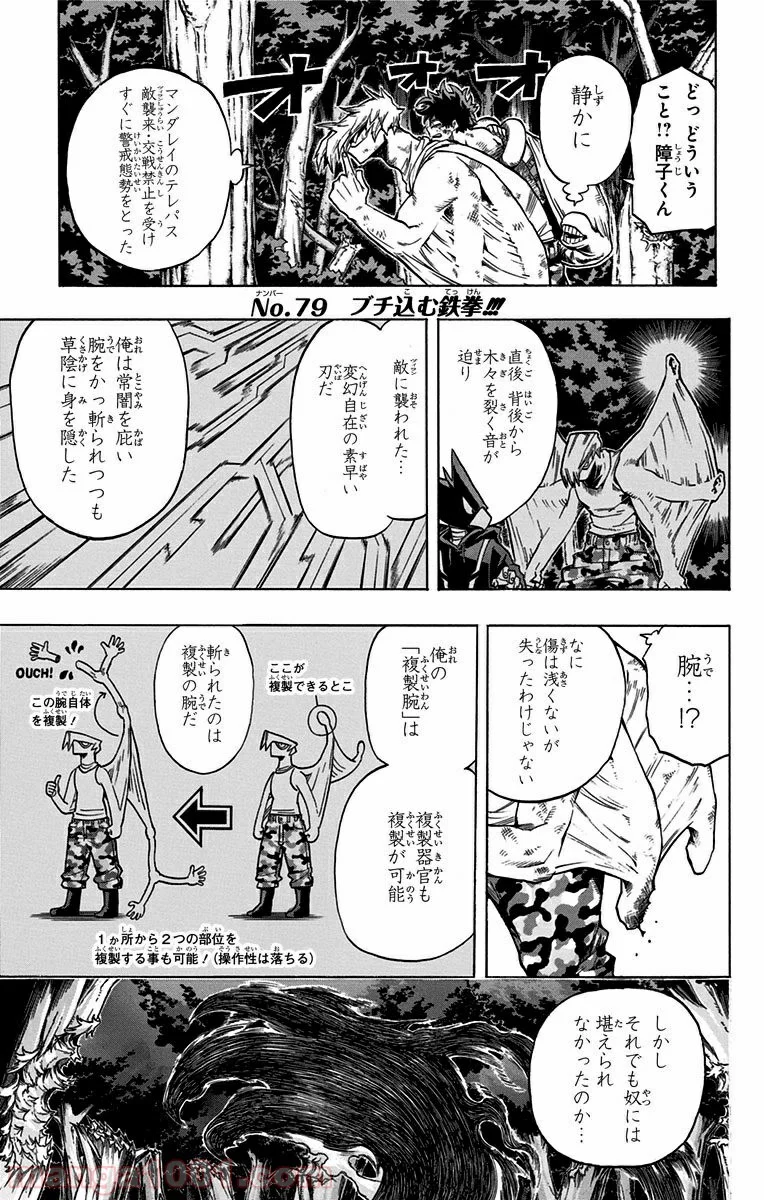 どっ どういう
こと!? 障子くん
静かに
オ オ オ
マンダレイのテレパス
敵襲来・交戦禁止を受け
すぐに警戒態勢をとった
No.79 ブチ込む鉄拳!!!
直後 背後から
木々を裂く音が
迫り
敵に襲われた…
変幻自在の素早い
刃だ
俺は常闇を庇い
腕をかっ斬られつつも
草陰に身を隠した
腕…!?
なに
傷は浅くないが
失ったわけじゃない
俺の
「複製腕」は
複製器官も
複製が可能
ここが
複製できるとこ
斬られたのは
複製の腕だ
OUCH!
この腕自体
を複製！
1か所から2つの部位を
複製する事も可能！(操作性は落ちる)
しかし
それでも奴には
堪えられ
なかったのか…